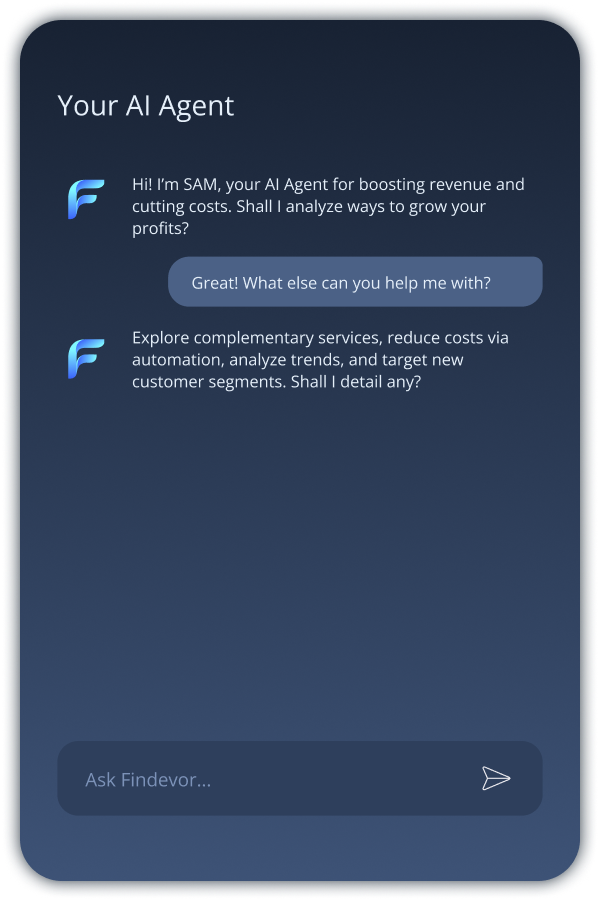 Your AI Agent
Hi! I’m SAM, your AI Agent for boosting revenue and
cutting costs. Shall I analyze ways to grow your
profits?
Great! What else can you help me with?
Explore complementary services, reduce costs via
automation, analyze trends, and target new
customer segments. Shall I detail any?
Ask Findevor...